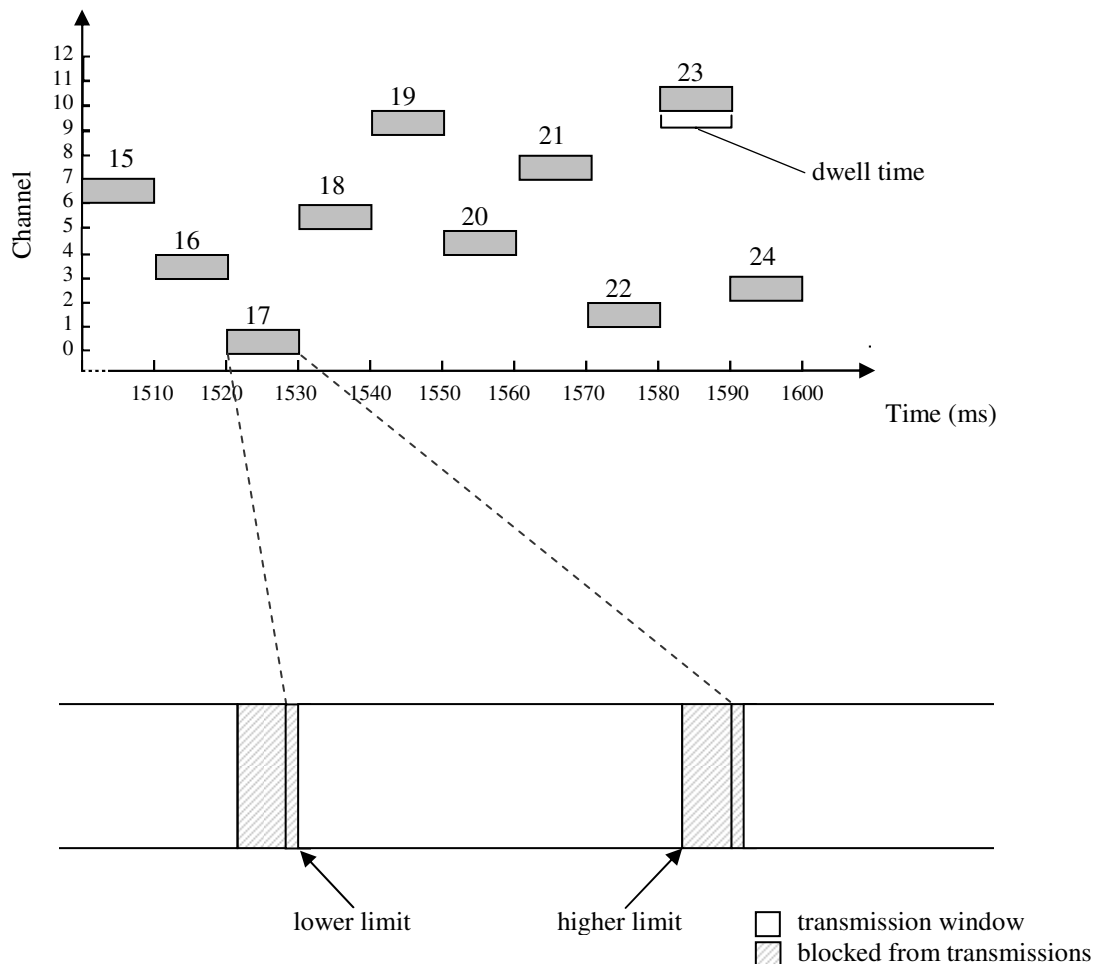 12
11
10
9
8
7
6
5
4
3
2
1
0
Channel
15
16
17
18
19
20
21
22
23
24
dwell time
1510 1520 1530 1540 1550 1560 1570 1580 1590 1600
Time (ms)
lower limit
higher limit
transmission window
blocked from transmissions